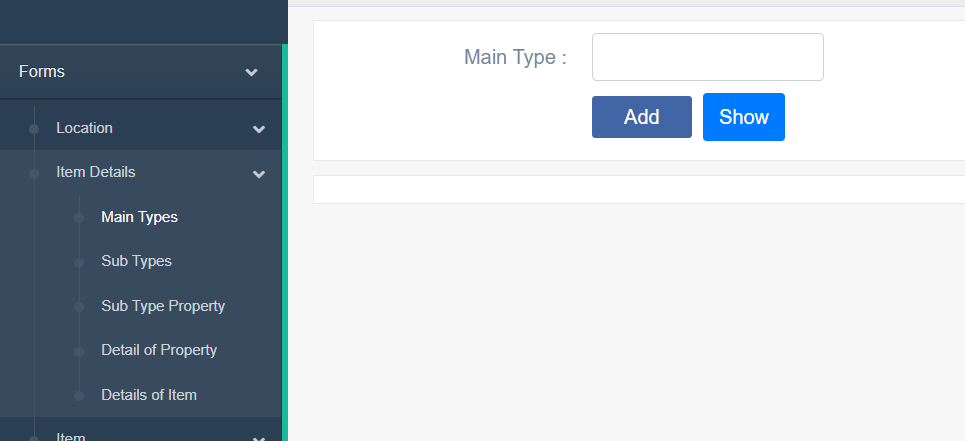 Forms
Location
Item Details
Main Types
Sub Types
Sub Type Property
Detail of Property
Details of Item
Item
Main Type :
Add
Show